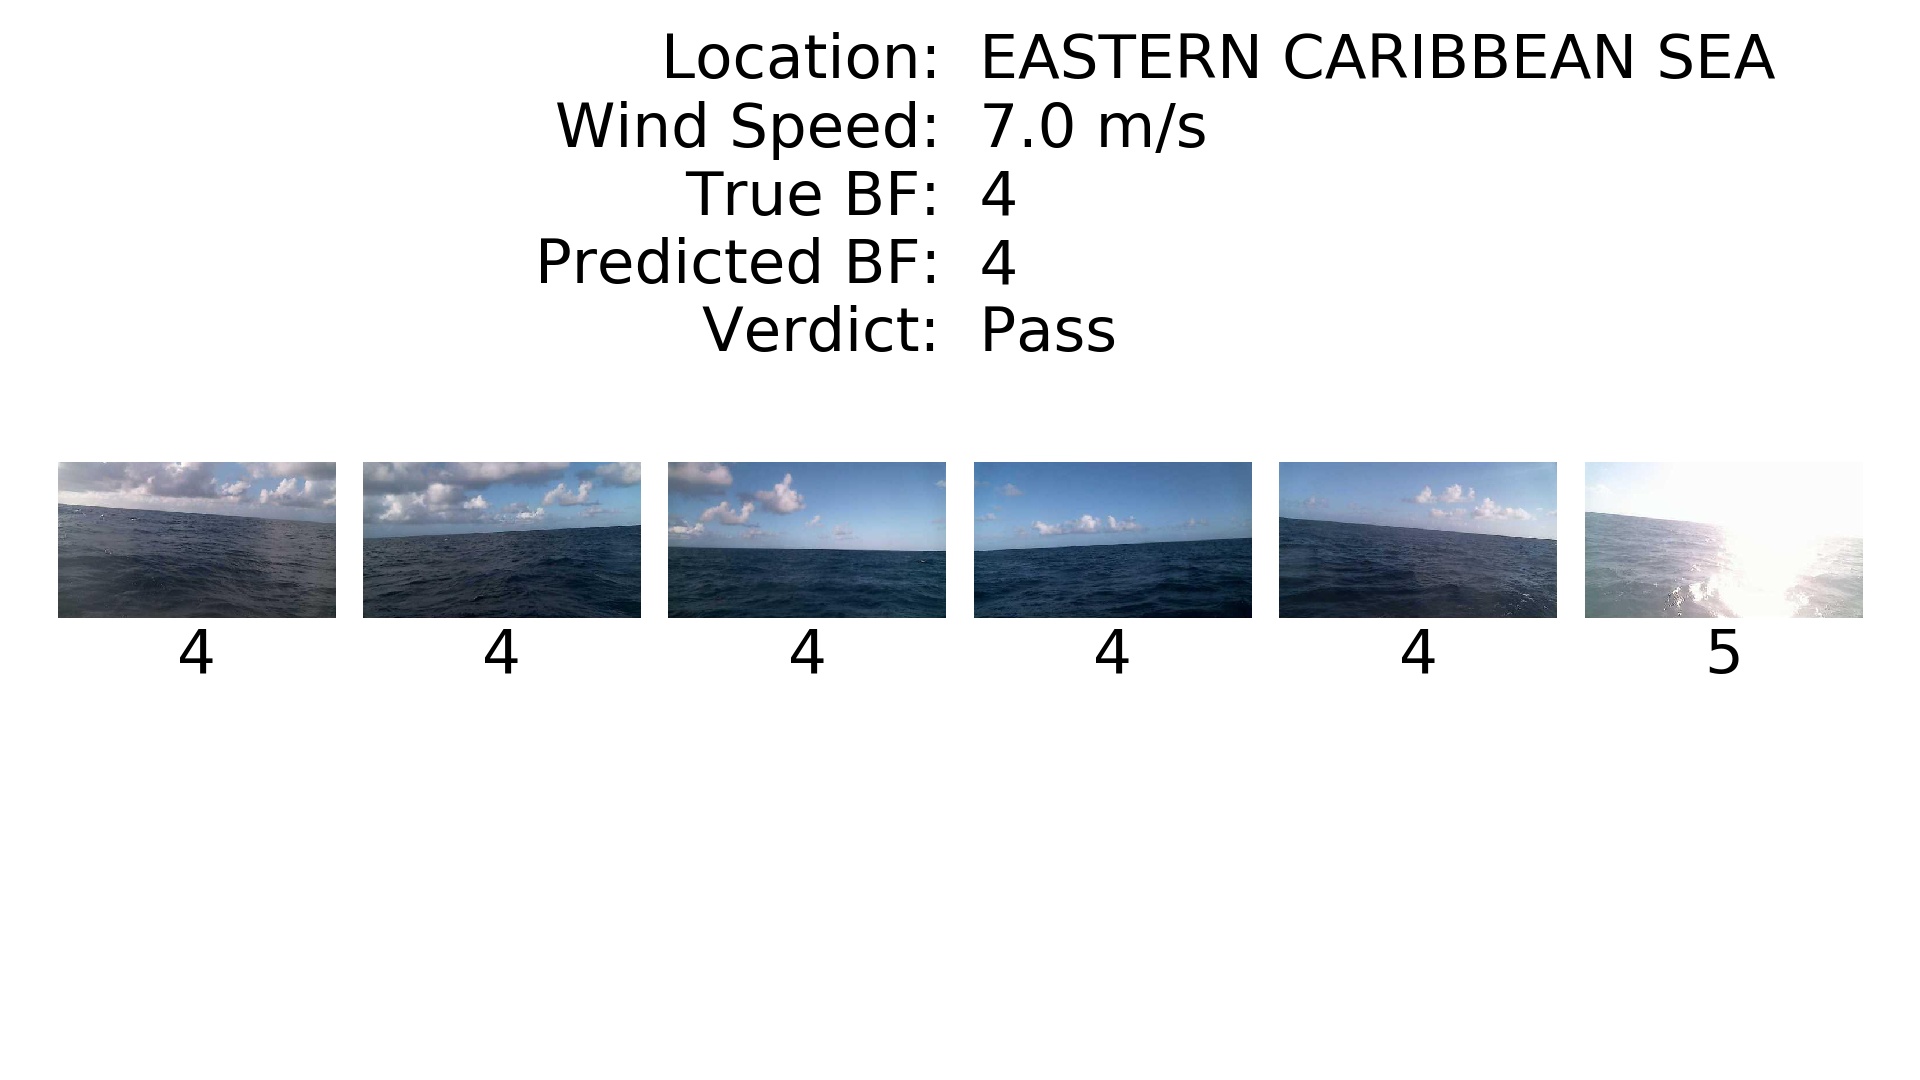 Location: EASTERN CARIBBEAN SEA
Wind Speed: 7.0 m/s
True BF: 4
Predicted BF: 4
Verdict: Pass
4 4 4 4 4 5